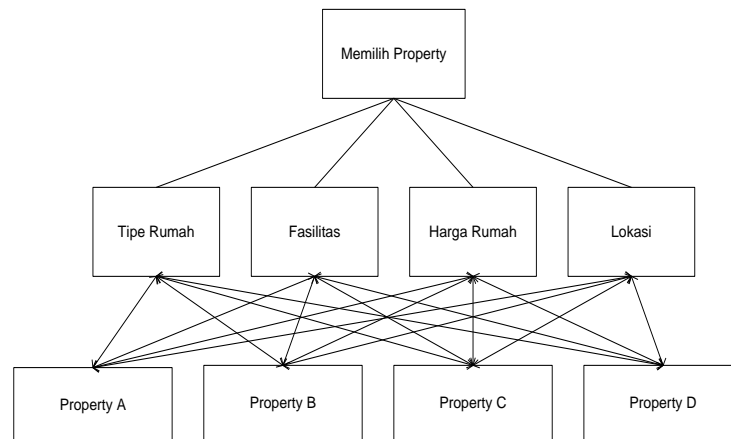 Memilih Property
Tipe Rumah
Fasilitas
Harga Rumah
Lokasi
Property A
Property B
Property C
Property D